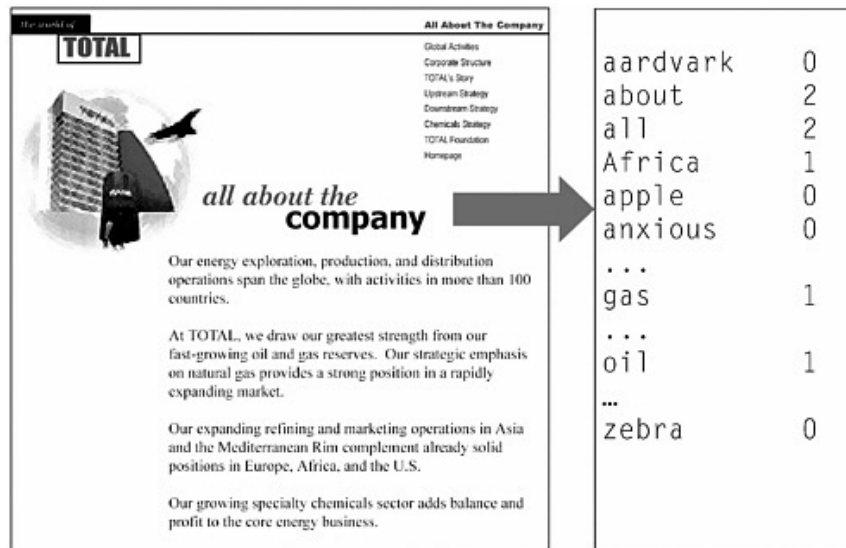 the world of
All About The Company
TOTAL
Global Activities
Corporate Structure
TOTAL's Story
Upstream Strategy
Downstream Strategy
Chemicals Strategy
TOTAL Foundation
Homepage
all about the
company
Our energy exploration, production, and distribution
operations span the globe, with activities in more than 100
countries.
At TOTAL, we draw our greatest strength from our
fast-growing oil and gas reserves. Our strategic emphasis
on natural gas provides a strong position in a rapidly
expanding market.
Our expanding refining and marketing operations in Asia
and the Mediterranean Rim complement already solid
positions in Europe, Africa, and the U.S.
Our growing specialty chemicals sector adds balance and
profit to the core energy business.
aardvark 0
about 2
all 2
Africa 1
apple 0
anxious 0
...
gas 1
...
oil 1
...
zebra 0